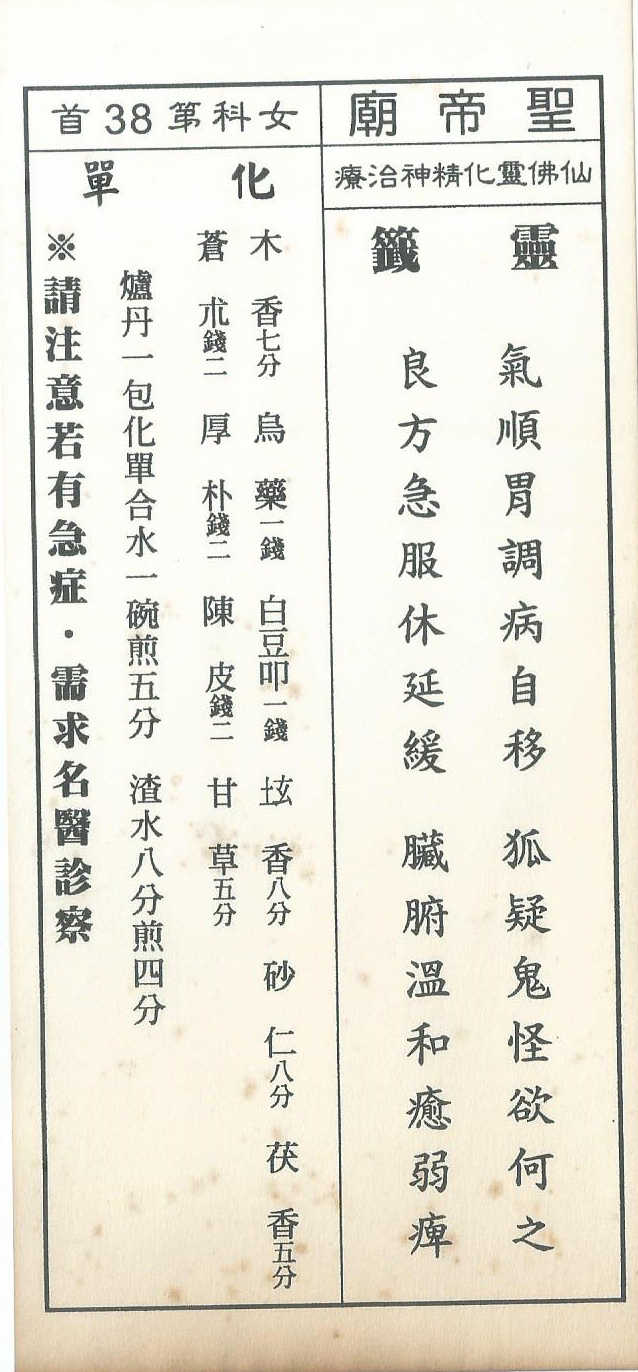 聖帝廟
仙佛靈化精神治療
靈籤
氣順胃調病自移 狐疑鬼怪欲何之
良方急服休延緩 臟腑溫和癒弱痺
女科第38首
化單
木香七分 烏藥一錢 白豆叩一錢 香八分 砂仁八分 茯香五分
蒼朮錢二 厚朴錢二 陳皮錢二 甘草五分
爐丹一包化單合水一碗煎五分 渣水八分煎四分
※請注意若有急症·需求名醫診察